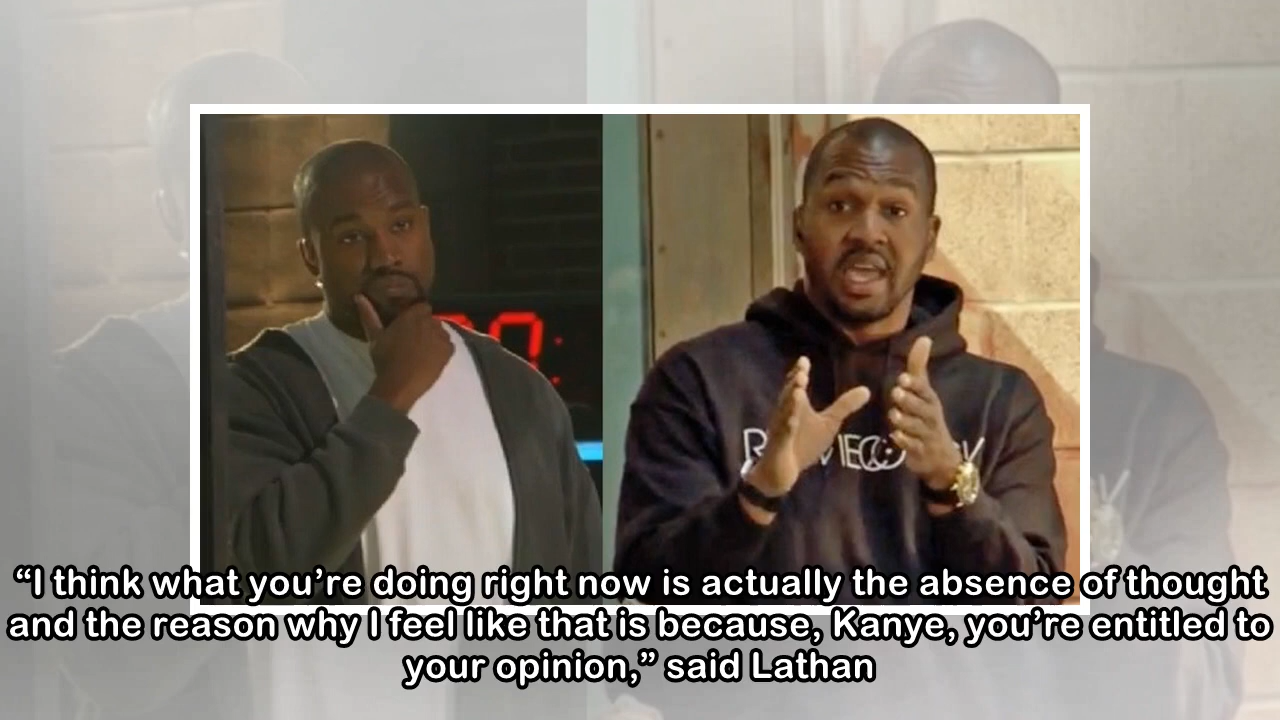 “I think what you’re doing right now is actually the absence of thought
and the reason why I feel like that is because, Kanye, you’re entitled to
your opinion,” said Lathan